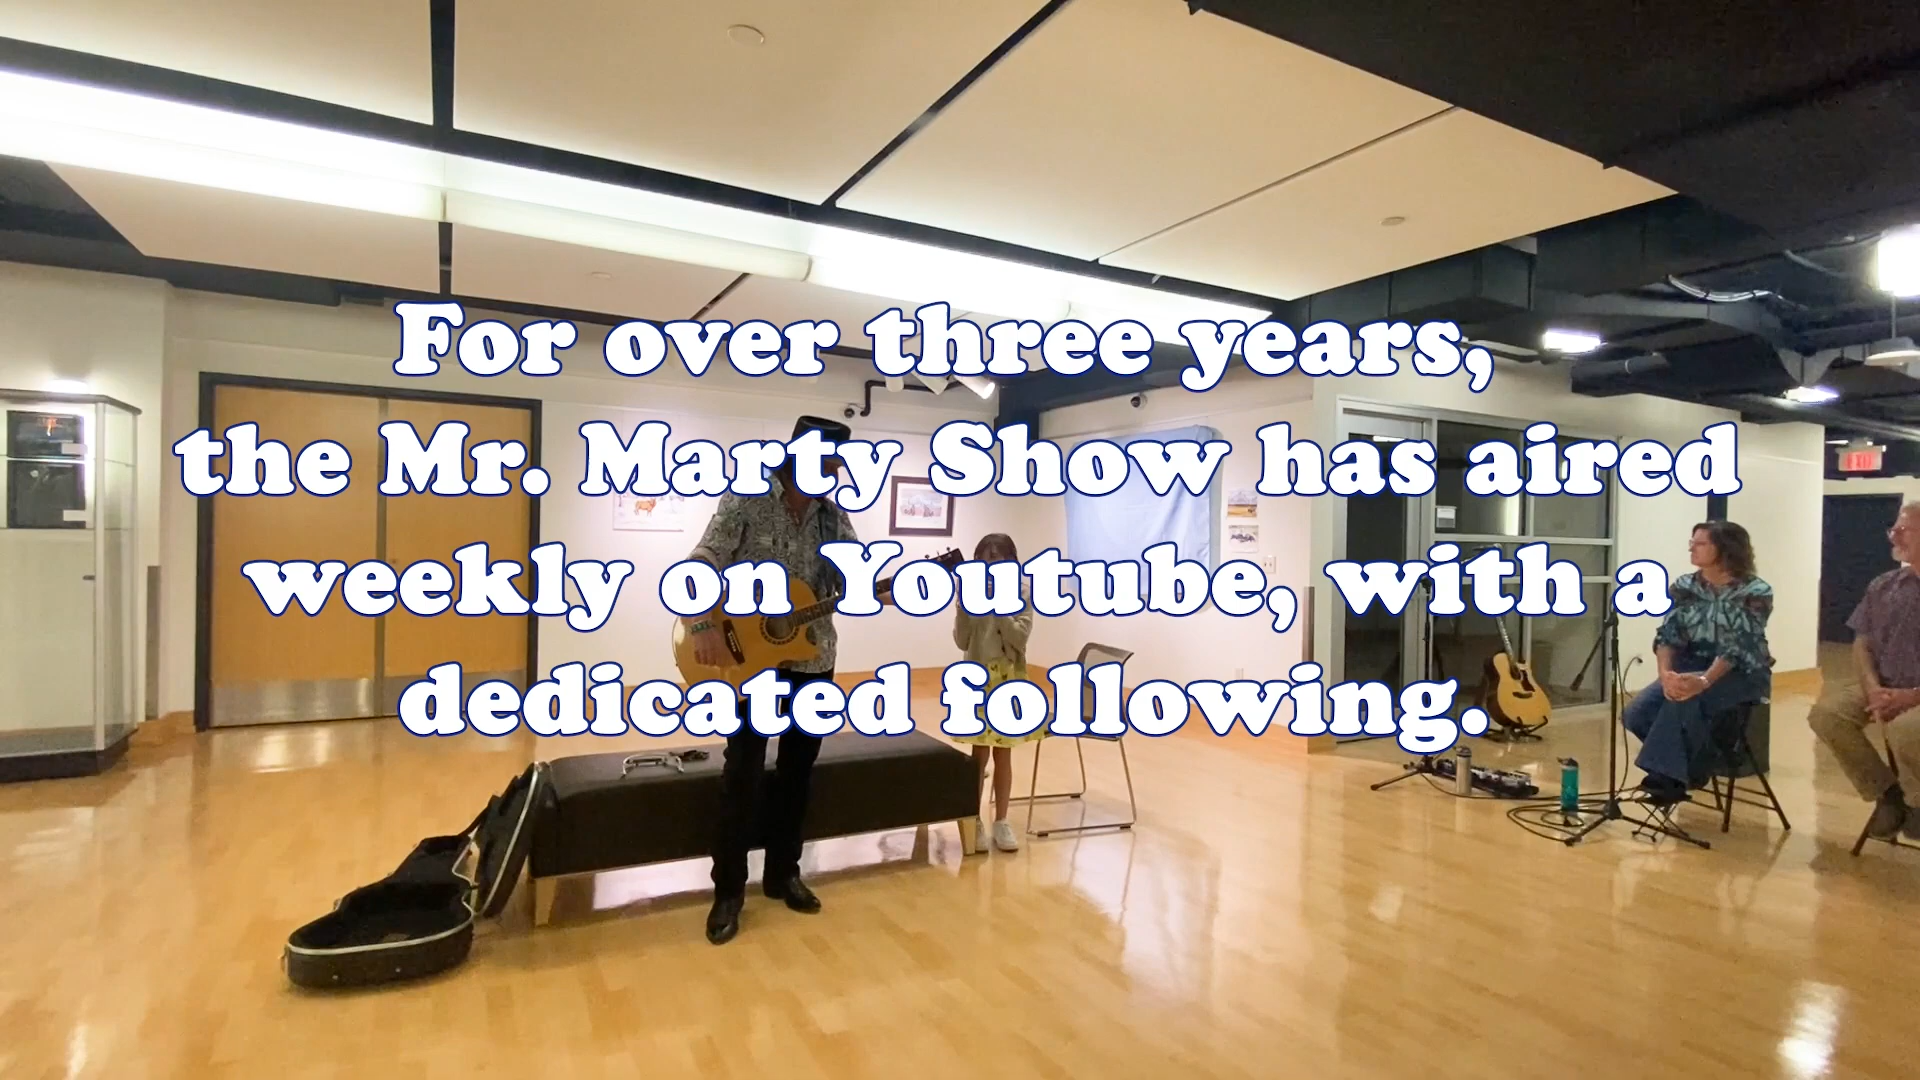 For over three years,
the Mr. Marty Show has aired
weekly on Youtube, with a
dedicated following.